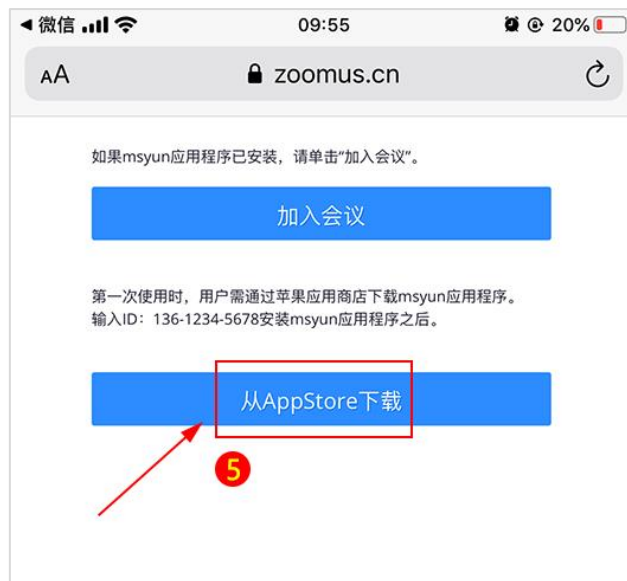 微信 09:55 20%
AA zoomus.cn
如果msyun应用程序已安装，请单击“加入会议”。
加入会议
第一次使用时，用户需通过苹果应用商店下载msyun应用程序。
输入ID：136-1234-5678安装msyun应用程序之后。
从AppStore下载
5